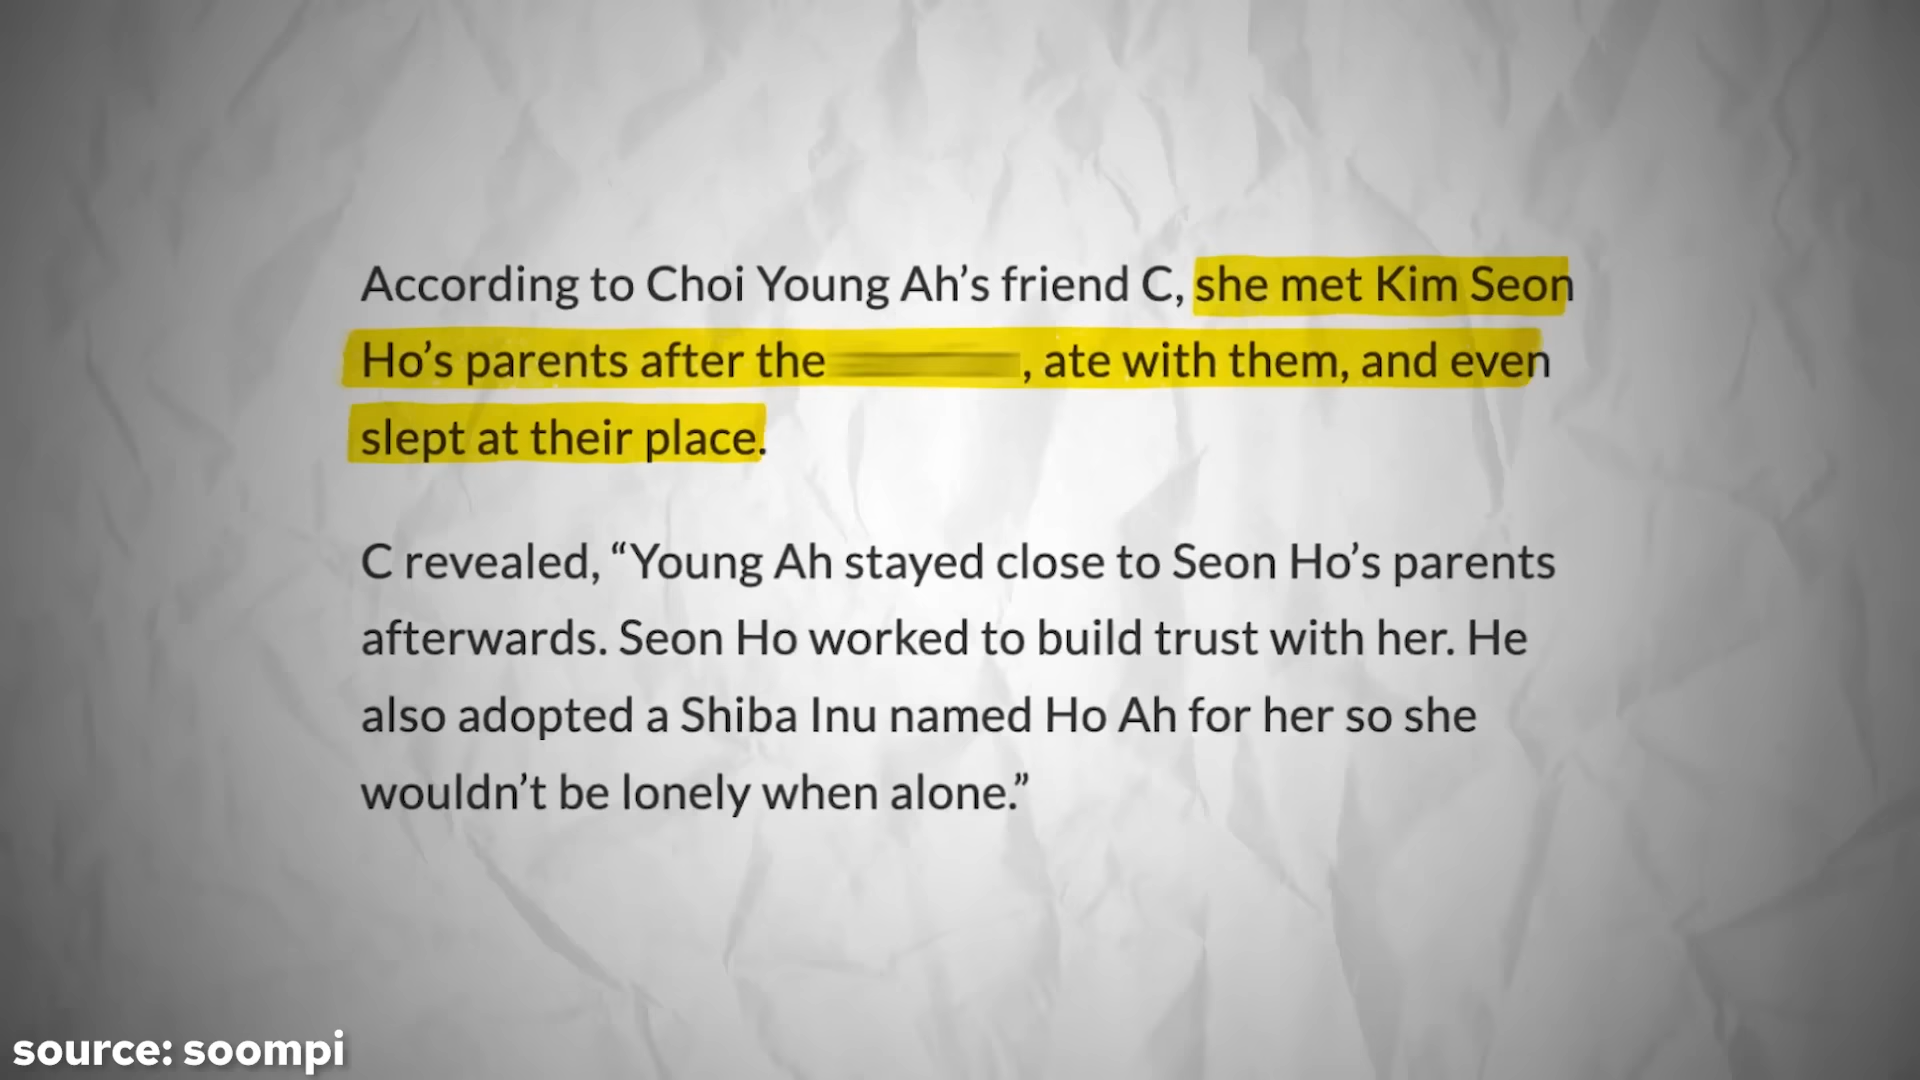 According to Choi Young Ah’s friend C, she met Kim Seon
Ho’s parents after the , ate with them, and even
slept at their place.
C revealed, “Young Ah stayed close to Seon Ho’s parents
afterwards. Seon Ho worked to build trust with her. He
also adopted a Shiba Inu named Ho Ah for her so she
wouldn’t be lonely when alone.”
source: soompi